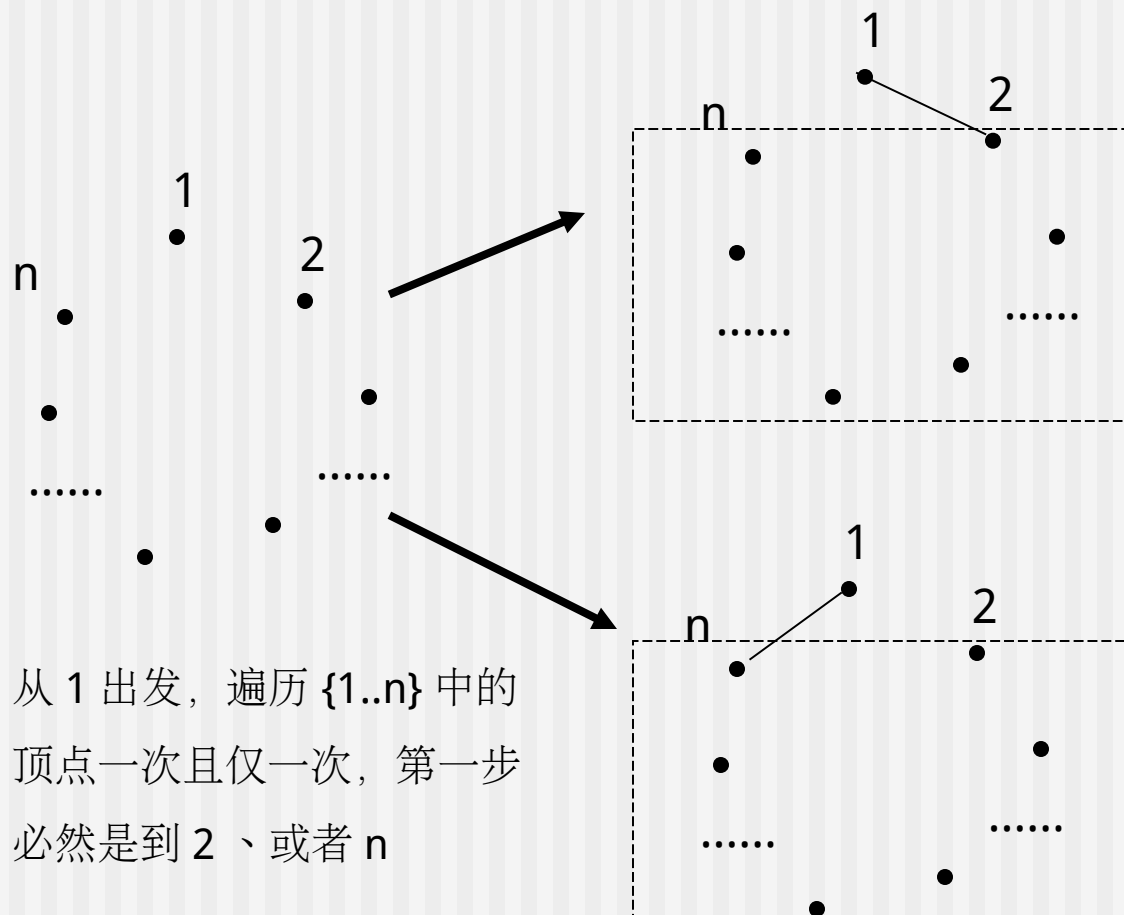 1
2
n
……
……
1
2
n
……
……
1
2
n
……
……
从 1 出发，遍历 {1..n} 中的
顶点一次且仅一次，第一步
必然是到 2 、或者 n